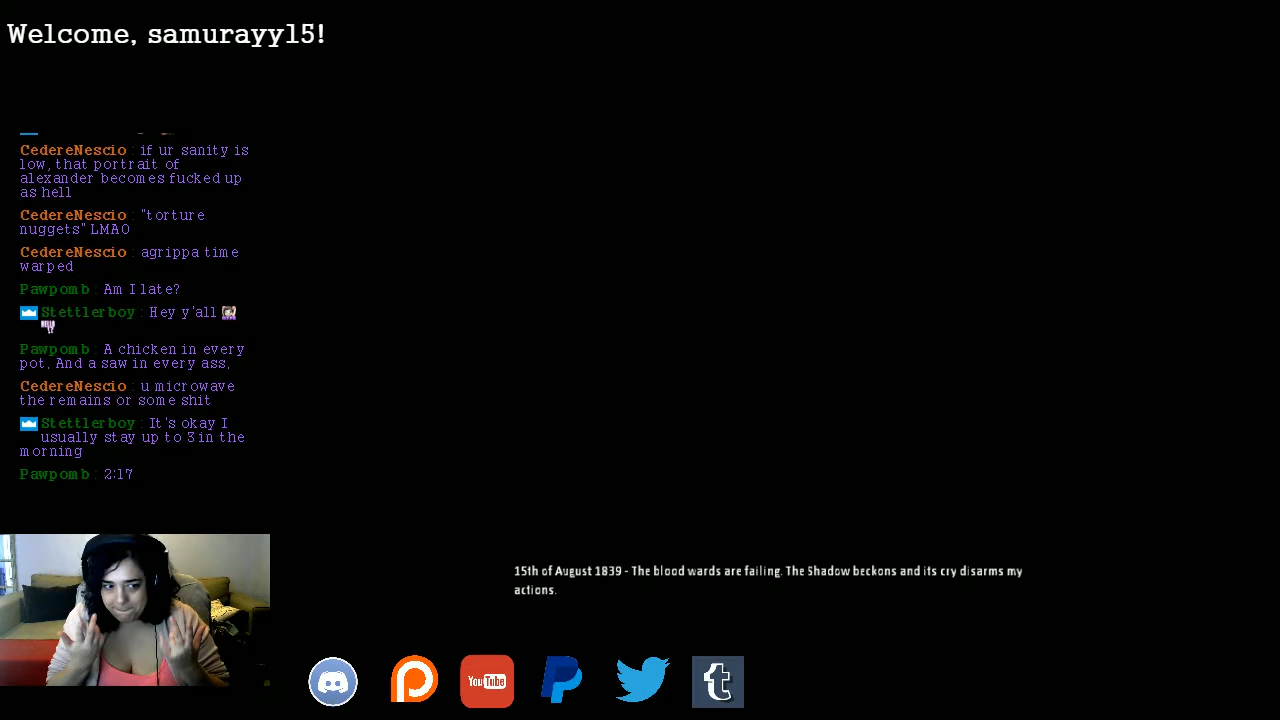 Welcome, samurayy15!
CedereNescio : if ur sanity is
low, that portrait of
alexander becomes fucked up
as hell
CedereNescio : "torture
nuggets" LMAO
CedereNescio : agrippa time
warped
Pawpomb : Am I late?
Stettlerboy : Hey y'all
Pawpomb : A chicken in every
pot, And a saw in every ass,
CedereNescio : u microwave
the remains or some shit
Stettlerboy : It's okay I
usually stay up to 3 in the
morning
Pawpomb : 2:17
15th of August 1839 - The blood wards are failing. The Shadow beckons and its cry disarms my
actions.
You Tube